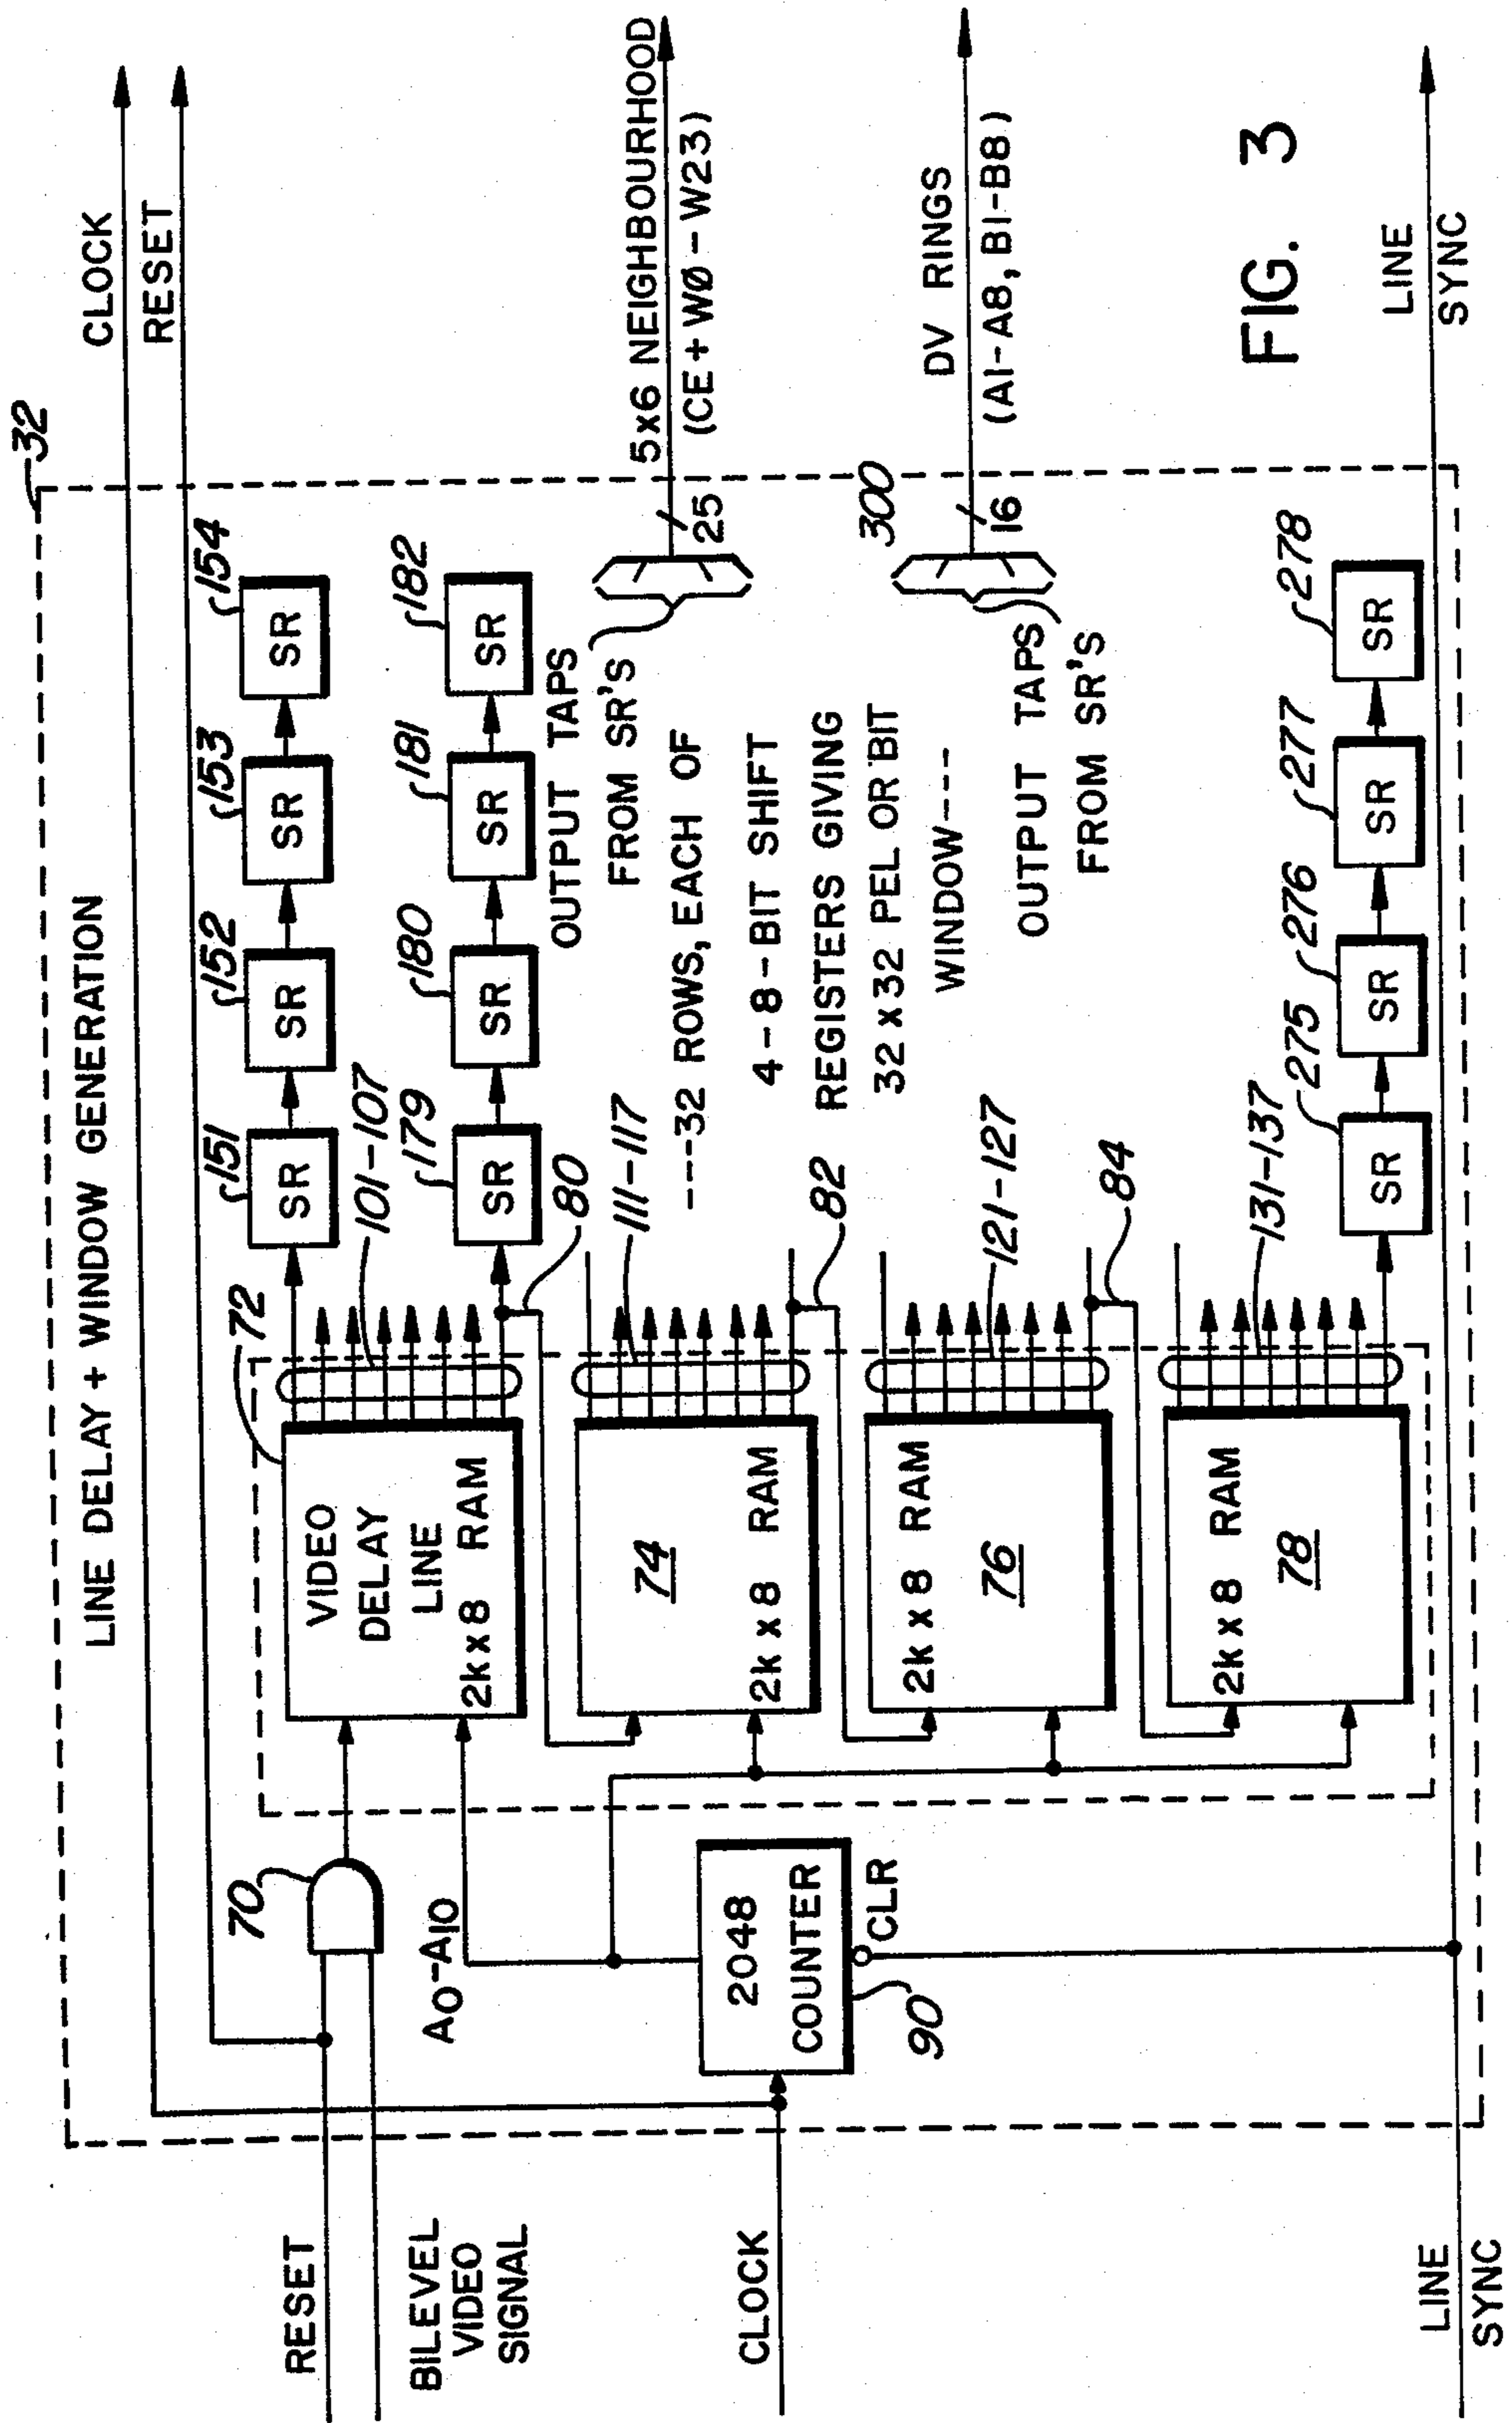 32
LINE DELAY + WINDOW GENERATION
CLOCK
RESET
RESET
BILEVEL
VIDEO
SIGNAL
70
72
VIDEO
DELAY
LINE
2k x 8 RAM
101-107
151
SR
152
SR
153
SR
154
SR
179
SR
180
SR
181
SR
182
SR
80
A0-A10
OUTPUT TAPS
FROM SR'S
25
5x6 NEIGHBOURHOOD
(CE + WØ - W23)
---32 ROWS, EACH OF
4 - 8 - BIT SHIFT
REGISTERS GIVING
32 x 32 PEL OR BIT
WINDOW---
74
2k x 8 RAM
111-117
82
CLOCK
2048
COUNTER
CLR
90
2k x 8 RAM
76
121-127
84
300
16
DV RINGS
(A1-A8, B1-B8)
OUTPUT TAPS
FROM SR'S
2k x 8 RAM
78
131-137
275
SR
276
SR
277
SR
278
SR
LINE
SYNC
LINE
SYNC
FIG. 3